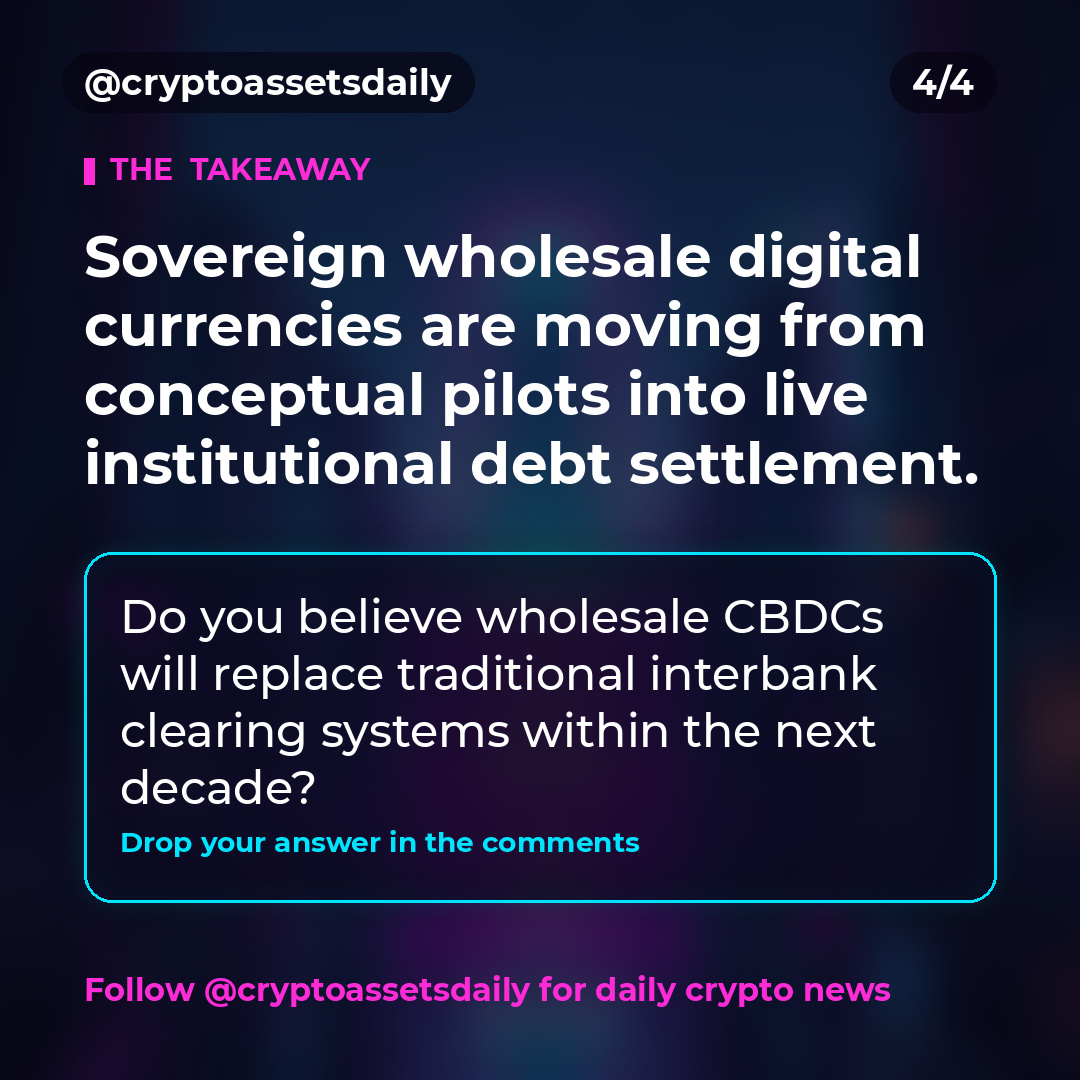 @cryptoassetsdaily
4/4
THE TAKEAWAY
Sovereign wholesale digital
currencies are moving from
conceptual pilots into live
institutional debt settlement.
Do you believe wholesale CBDCs
will replace traditional interbank
clearing systems within the next
decade?
Drop your answer in the comments
Follow @cryptoassetsdaily for daily crypto news